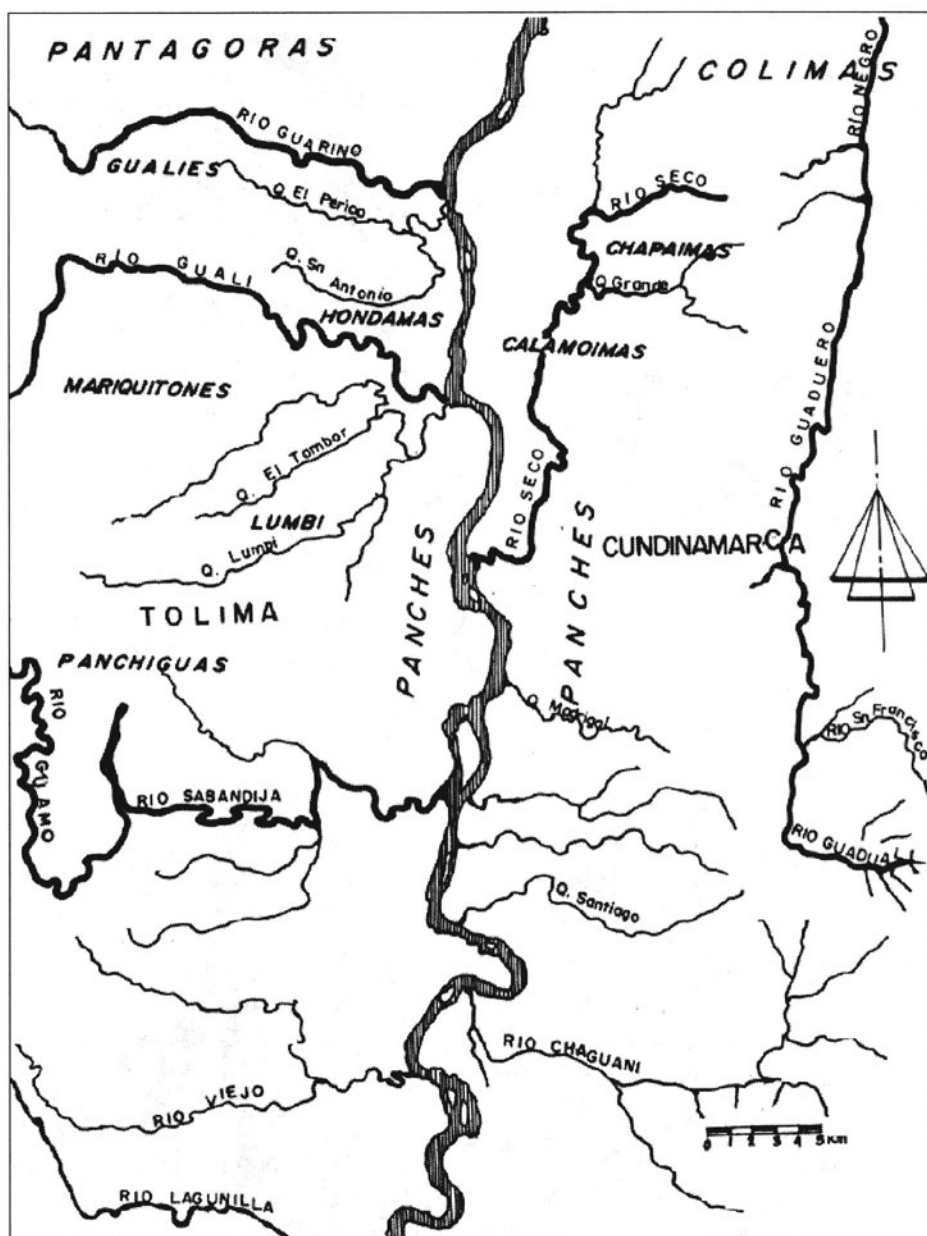 PANTAGORAS
COLIMAS
RIO NEGRO
RIO GUARINO
GUALIES
Q. El Perico
RIO SECO
CHAPAIMAS
Q. Sn Antonio
RIO GUALI
Q Grande
HONDAMAS
CALAMOIMAS
MARIQUITONES
RIO GUADUERO
Q. El Tambor
LUMBI
RIO SECO
PANCHES
PANCHES
CUNDINAMARCA
Q. Lumbi
TOLIMA
PANCHIGUAS
Q. Madrigal
RIO Sn Francisco
RIO GUAMO
RIO SABANDIJA
RIO GUADUAL
Q. Santiago
RIO CHAGUANI
RIO VIEJO
0 1 2 3 4 5 Km
RIO LAGUNILLA